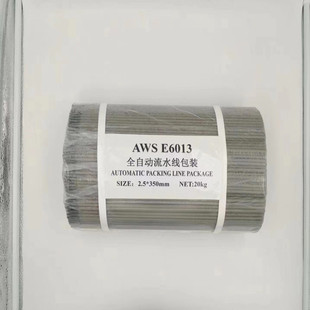 AWS E6013
全自动流水线包装
AUTOMATIC PACKING LINE PACKAGE
SIZE: 2.5*350mm NET:20kg